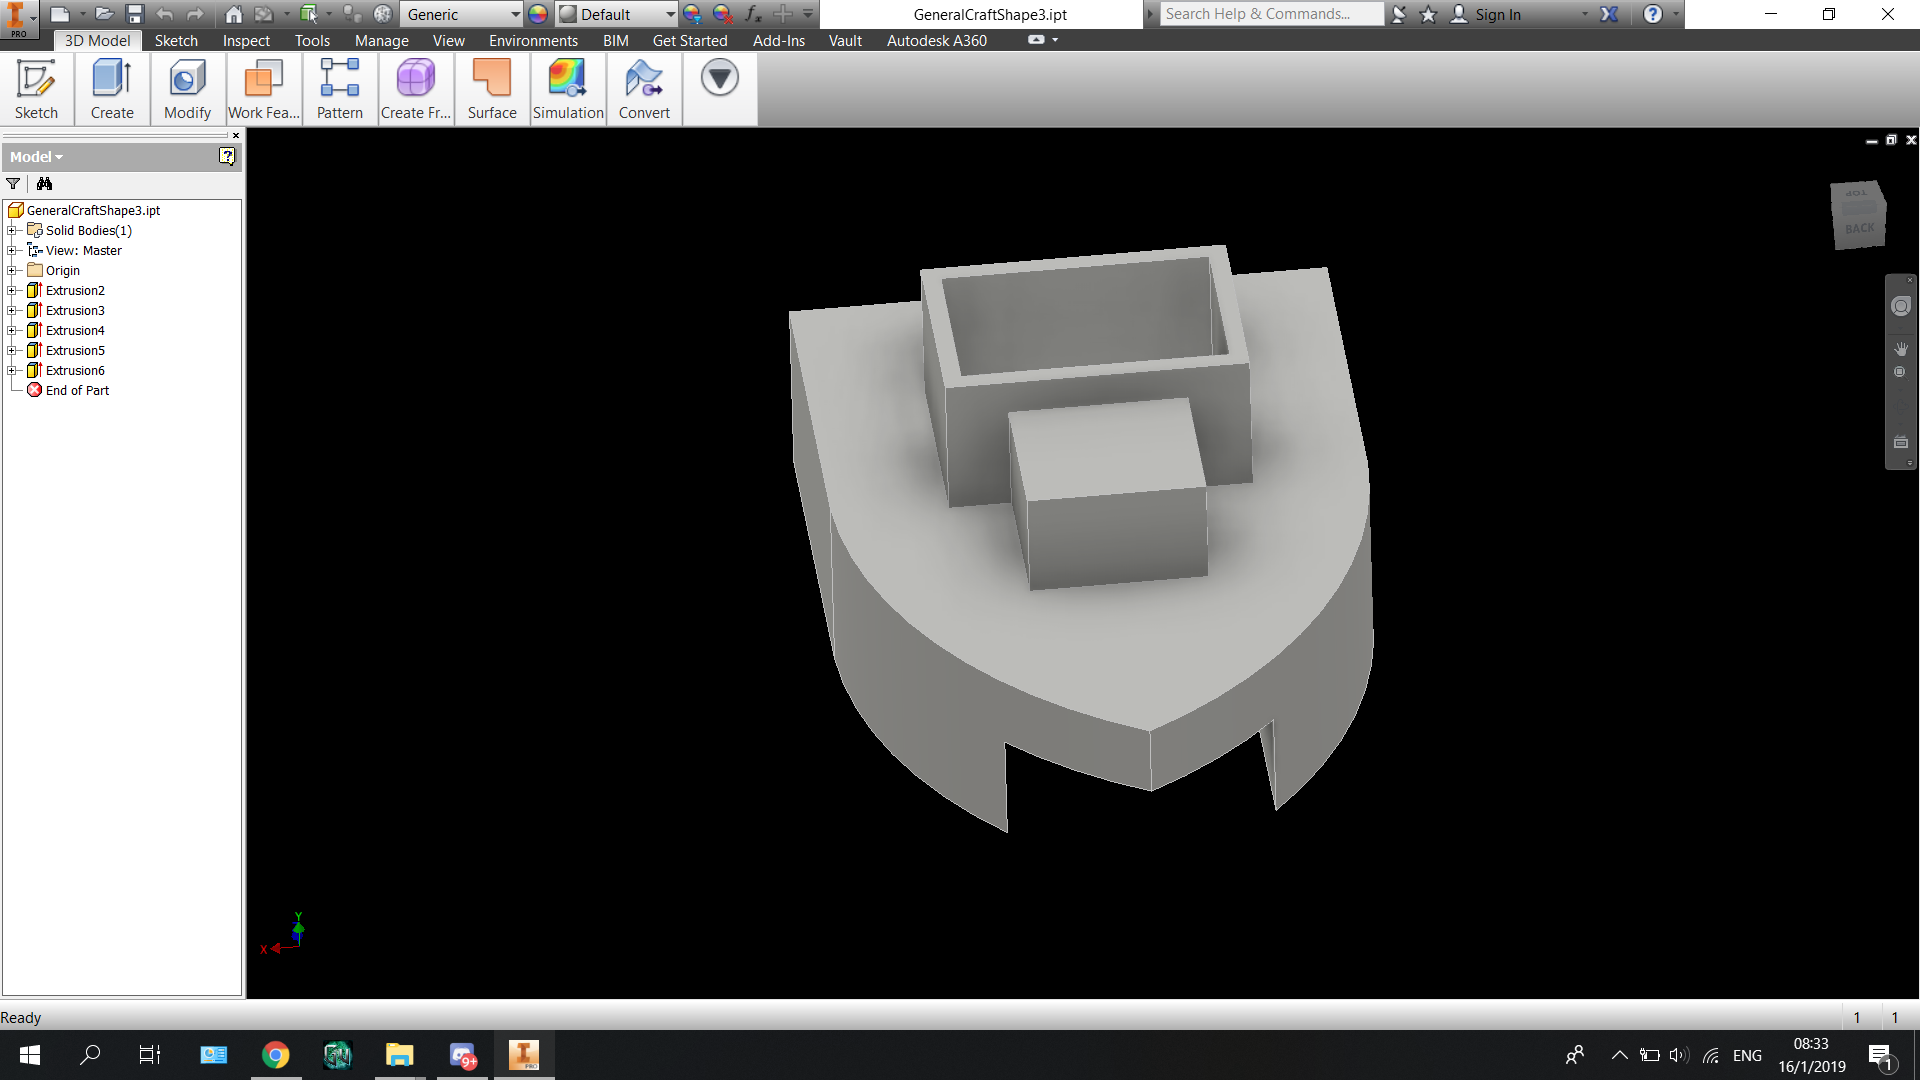 PRO
Generic
Default
GeneralCraftShape3.ipt
Search Help & Commands...
Sign In
3D Model
Sketch
Inspect
Tools
Manage
View
Environments
BIM
Get Started
Add-Ins
Vault
Autodesk A360
Sketch
Create
Modify
Work Fea...
Pattern
Create Fr...
Surface
Simulation
Convert
Model
GeneralCraftShape3.ipt
Solid Bodies(1)
View: Master
Origin
Extrusion2
Extrusion3
Extrusion4
Extrusion5
Extrusion6
End of Part
TOP
BACK
Y
X
Ready
1
1
9+
PRO
ENG
08:33
16/1/2019
1